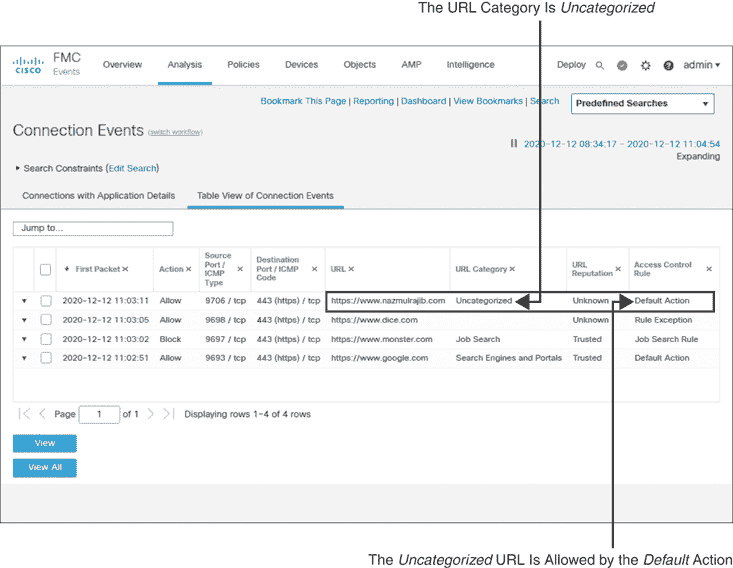 The URL Category Is Uncategorized
CISCO
FMC
Events
Overview Analysis Policies Devices Objects AMP Intelligence Deploy admin
Bookmark This Page | Reporting | Dashboard | View Bookmarks | Search Predefined Searches
Connection Events (switch workflow)
2020-12-12 08:34:17 - 2020-12-12 11:04:54
Expanding
Search Constraints (Edit Search)
Connections with Application Details Table View of Connection Events
Jump to...
First Packet Action Source Port / ICMP Type Destination Port / ICMP Code URL URL Category URL Reputation Access Control Rule
2020-12-12 11:03:11 Allow 9706 / tcp 443 (https) / tcp https://www.nazmulrajib.com Uncategorized Unknown Default Action
2020-12-12 11:03:05 Allow 9698 / tcp 443 (https) / tcp https://www.dice.com Unknown Rule Exception
2020-12-12 11:03:02 Block 9697 / tcp 443 (https) / tcp https://www.monster.com Job Search Trusted Job Search Rule
2020-12-12 11:02:51 Allow 9693 / tcp 443 (https) / tcp https://www.google.com Search Engines and Portals Trusted Default Action
Page 1 of 1 Displaying rows 1-4 of 4 rows
View
View All
The Uncategorized URL Is Allowed by the Default Action